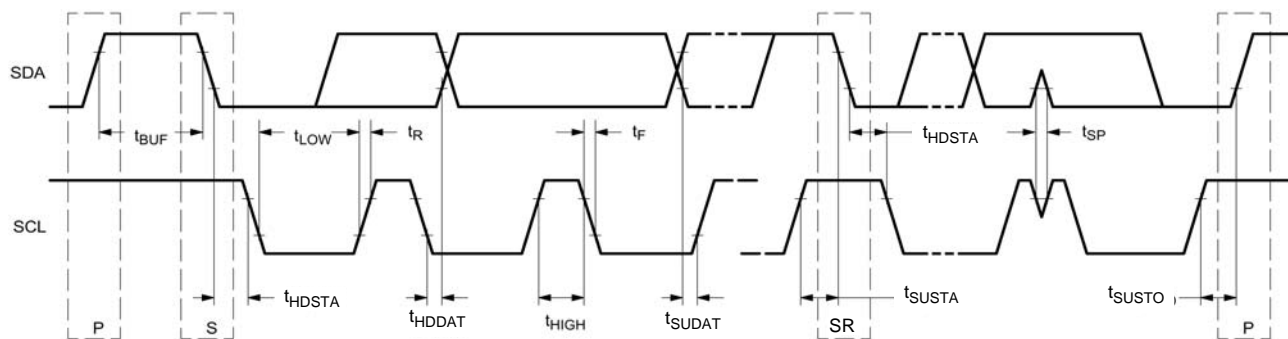 SDA
tBUF
tLOW
tR
tF
tHDSTA
tSP
SCL
tHDSTA
tHDDAT
tHIGH
tSUDAT
tSUSTA
tSUSTO
P
S
SR
P